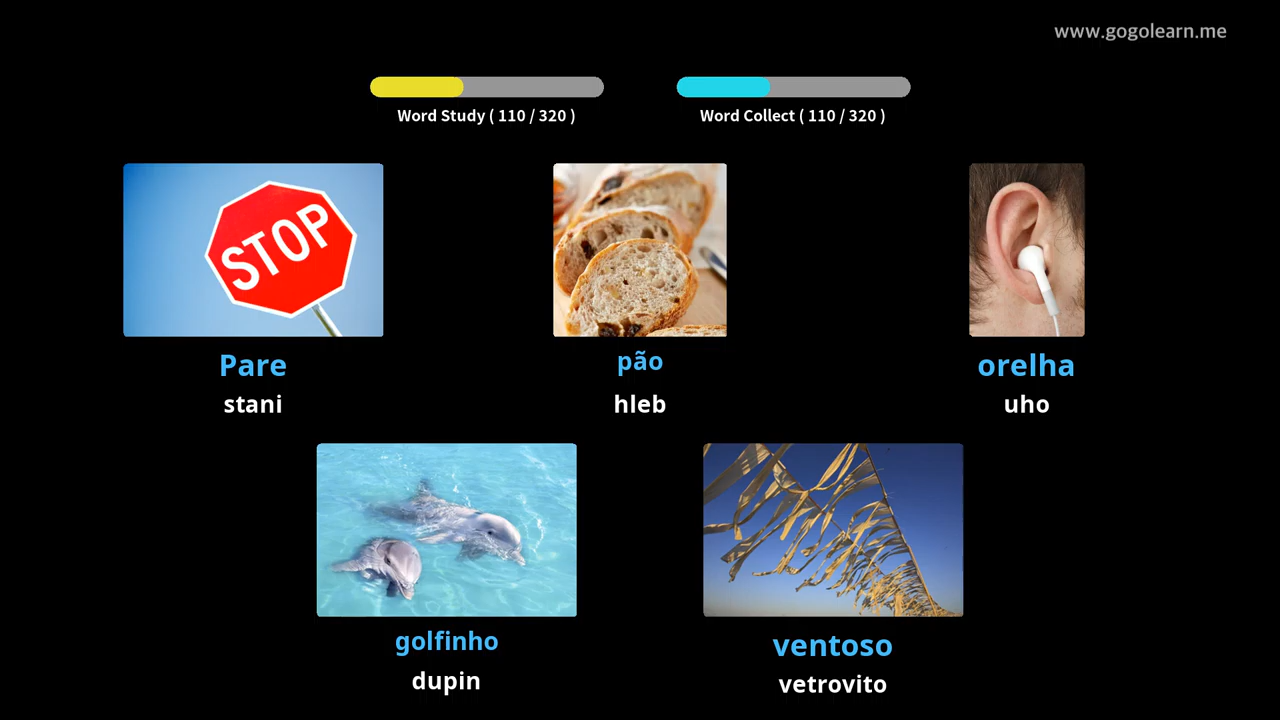 www.gogolearn.me
Word Study ( 110 / 320 )
Word Collect ( 110 / 320 )
STOP
Pare
stani
pão
hleb
orelha
uho
golfinho
dupin
ventoso
vetrovito